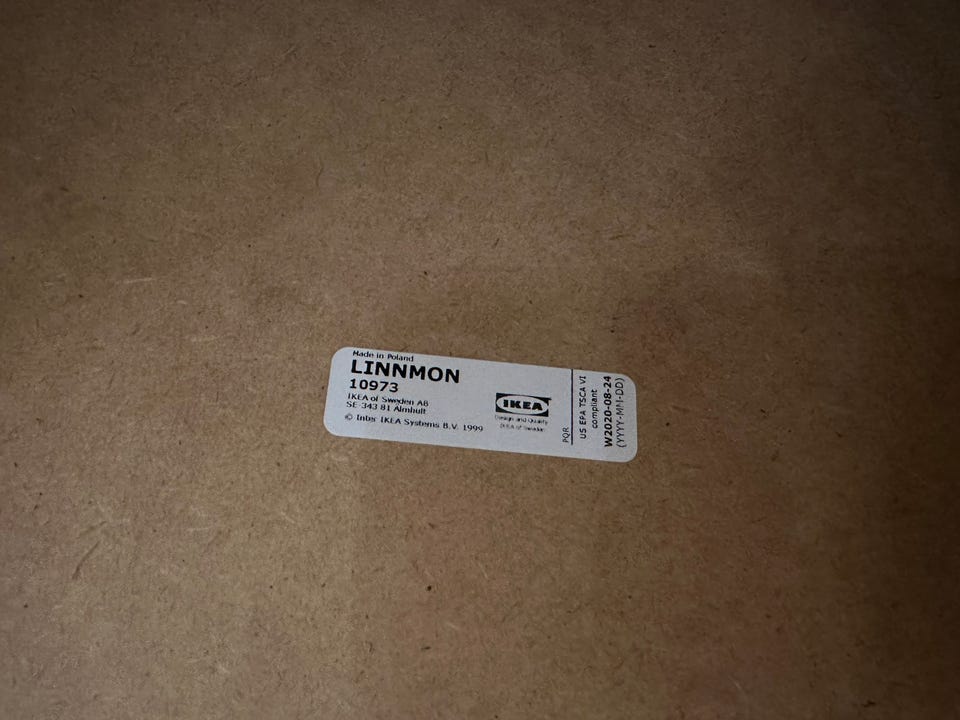 Made in Poland
LINNMON
10973
IKEA of Sweden AB
SE-343 81 Älmhult
© Inter IKEA Systems B.V. 1999
IKEA
Design and Quality
IKEA of Sweden
PQR
US EPA TSCA VI
compliant
W2020-08-24
(YYYY-MM-DD)